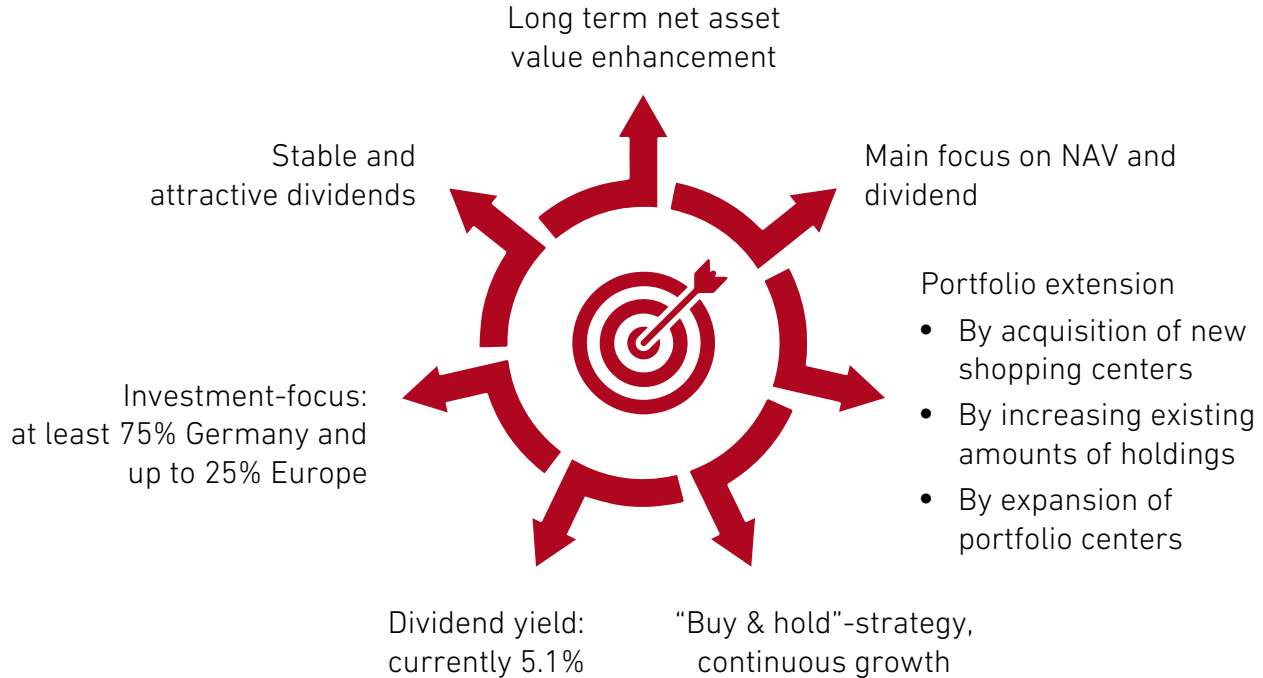 Long term net asset
value enhancement
Stable and
attractive dividends
Main focus on NAV and
dividend
Portfolio extension
• By acquisition of new
shopping centers
• By increasing existing
amounts of holdings
• By expansion of
portfolio centers
Investment-focus:
at least 75% Germany and
up to 25% Europe
Dividend yield:
currently 5.1%
“Buy & hold”-strategy,
continuous growth